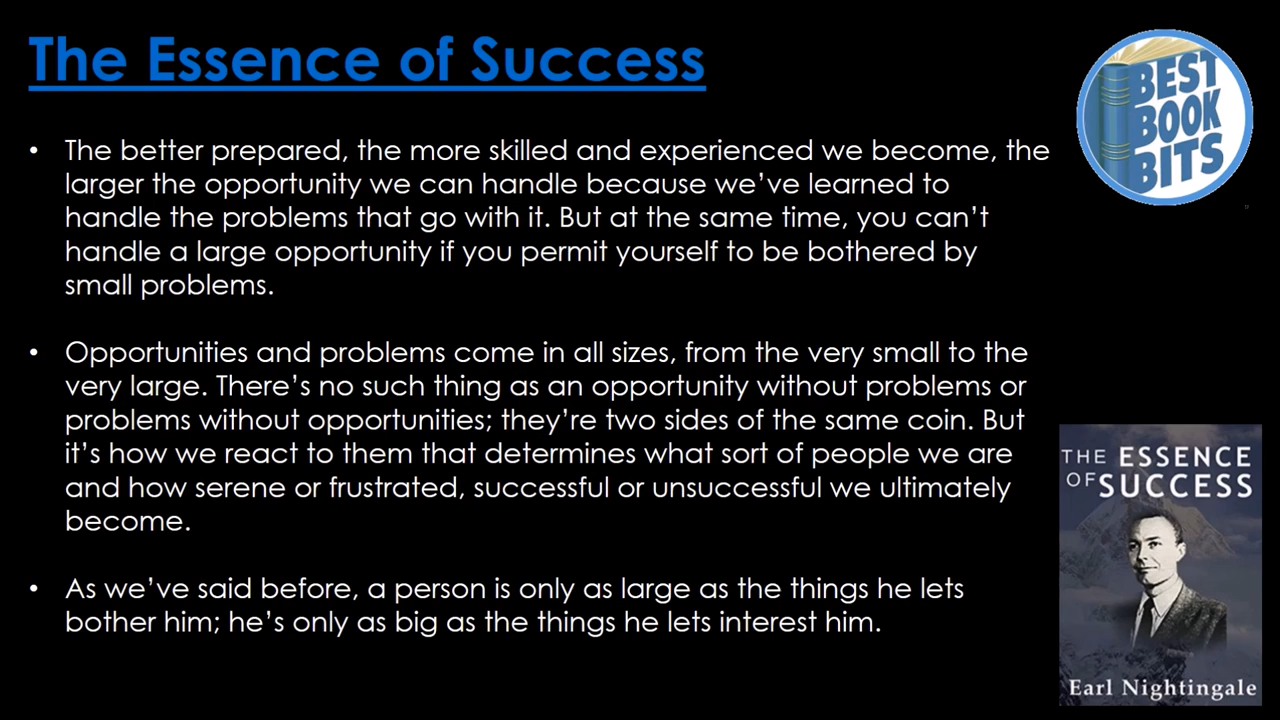 The Essence of Success
BEST
BOOK
BITS
• The better prepared, the more skilled and experienced we become, the
larger the opportunity we can handle because we’ve learned to
handle the problems that go with it. But at the same time, you can’t
handle a large opportunity if you permit yourself to be bothered by
small problems.
• Opportunities and problems come in all sizes, from the very small to the
very large. There’s no such thing as an opportunity without problems or
problems without opportunities; they’re two sides of the same coin. But
it’s how we react to them that determines what sort of people we are
and how serene or frustrated, successful or unsuccessful we ultimately
become.
• As we’ve said before, a person is only as large as the things he lets
bother him; he’s only as big as the things he lets interest him.
THE ESSENCE
OF SUCCESS
Earl Nightingale